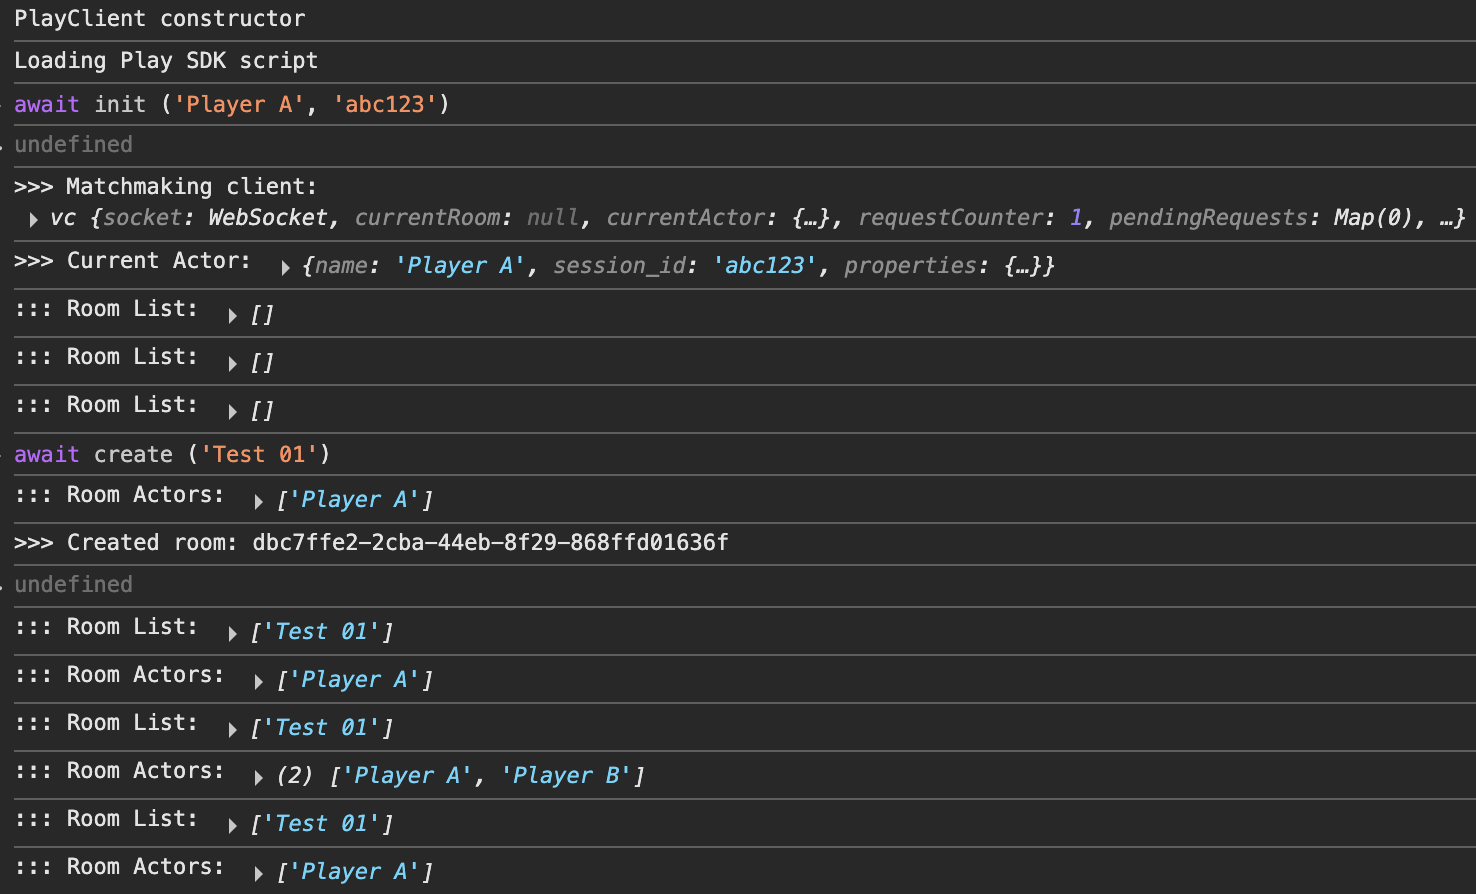 PlayClient constructor
Loading Play SDK script
await init ('Player A', 'abc123')
undefined
>>> Matchmaking client:
vc {socket: WebSocket, currentRoom: null, currentActor: {…}, requestCounter: 1, pendingRequests: Map(0), …}
>>> Current Actor: {name: 'Player A', session_id: 'abc123', properties: {…}}
::: Room List: []
::: Room List: []
::: Room List: []
await create ('Test 01')
::: Room Actors: ['Player A']
>>> Created room: dbc7ffe2-2cba-44eb-8f29-868ffd01636f
undefined
::: Room List: ['Test 01']
::: Room Actors: ['Player A']
::: Room List: ['Test 01']
::: Room Actors: (2) ['Player A', 'Player B']
::: Room List: ['Test 01']
::: Room Actors: ['Player A']